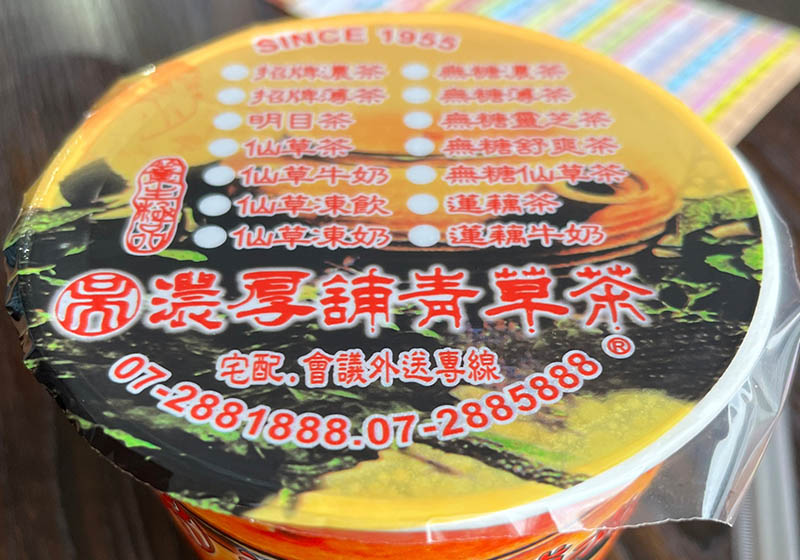 SINCE 1955
招牌濃茶 無糖濃茶
招牌薄茶 無糖薄茶
明目茶 無糖靈芝茶
仙草茶 無糖舒爽茶
仙草牛奶 無糖仙草茶
仙草凍飲 蓮藕茶
仙草凍奶 蓮藕牛奶
吳 濃厚舖青草茶
宅配.會議外送專線 ®
07-2881888.07-2885888